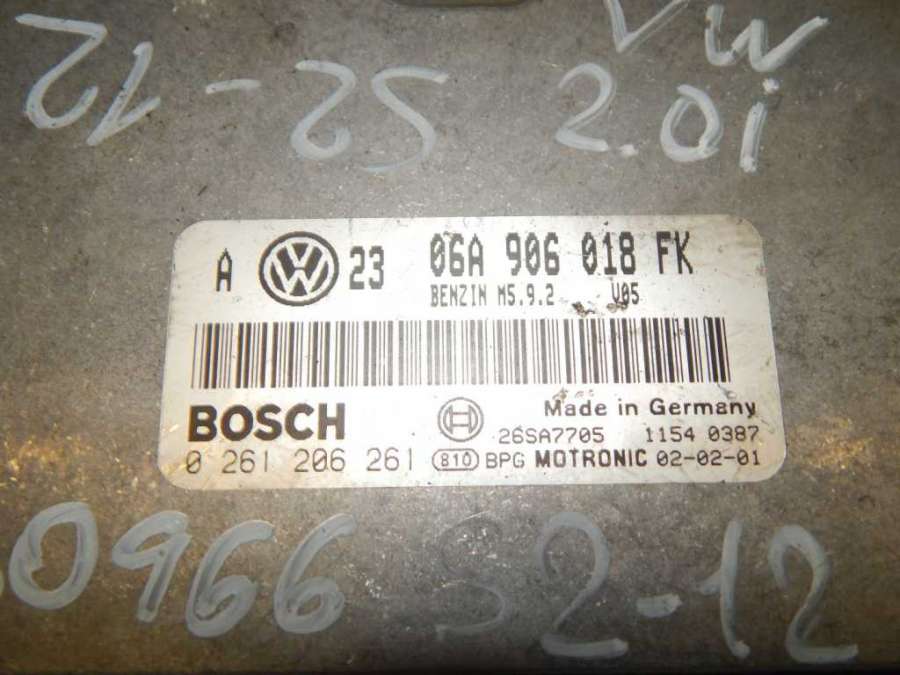 VW
21-25 2.0i
A VW 23 06A 906 018 FK
BENZIN M5.9.2 V05
BOSCH Made in Germany
26SA7705 1154 0387
0 261 206 261 810 BPG MOTRONIC 02-02-01
0966 S2-12